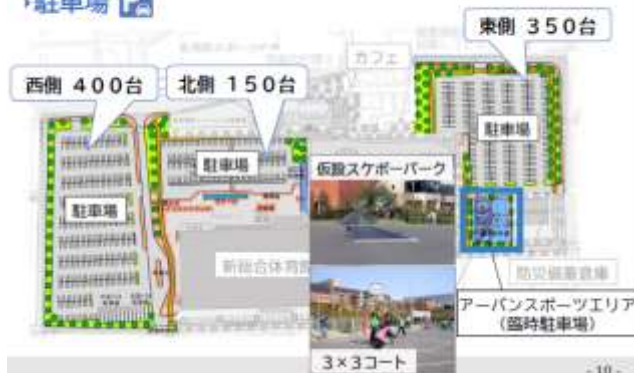 駐車場
東側 350台
カフェ
西側 400台
北側 150台
駐車場
駐車場
仮設スケボーパーク
駐車場
新総合体育館
防災備蓄倉庫
アーバンスポーツエリア
(臨時駐車場)
3×3コート
- 10 -